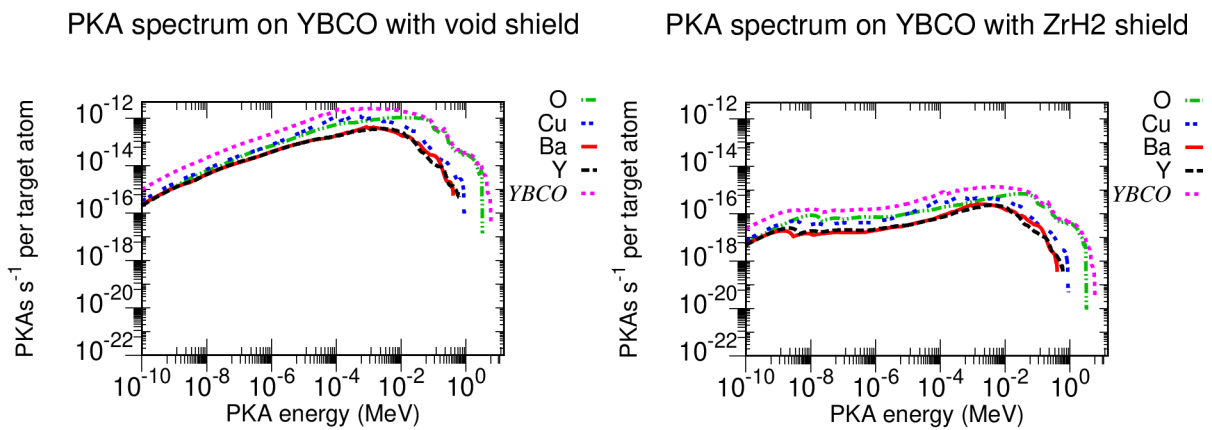 PKA spectrum on YBCO with void shield
PKAs s⁻¹ per target atom
10⁻¹²
10⁻¹⁴
10⁻¹⁶
10⁻¹⁸
10⁻²⁰
10⁻²²
10⁻¹⁰ 10⁻⁸ 10⁻⁶ 10⁻⁴ 10⁻² 10⁰
PKA energy (MeV)
O
Cu
Ba
Y
YBCO
PKA spectrum on YBCO with ZrH2 shield
PKAs s⁻¹ per target atom
10⁻¹²
10⁻¹⁴
10⁻¹⁶
10⁻¹⁸
10⁻²⁰
10⁻²²
10⁻¹⁰ 10⁻⁸ 10⁻⁶ 10⁻⁴ 10⁻² 10⁰
PKA energy (MeV)
O
Cu
Ba
Y
YBCO